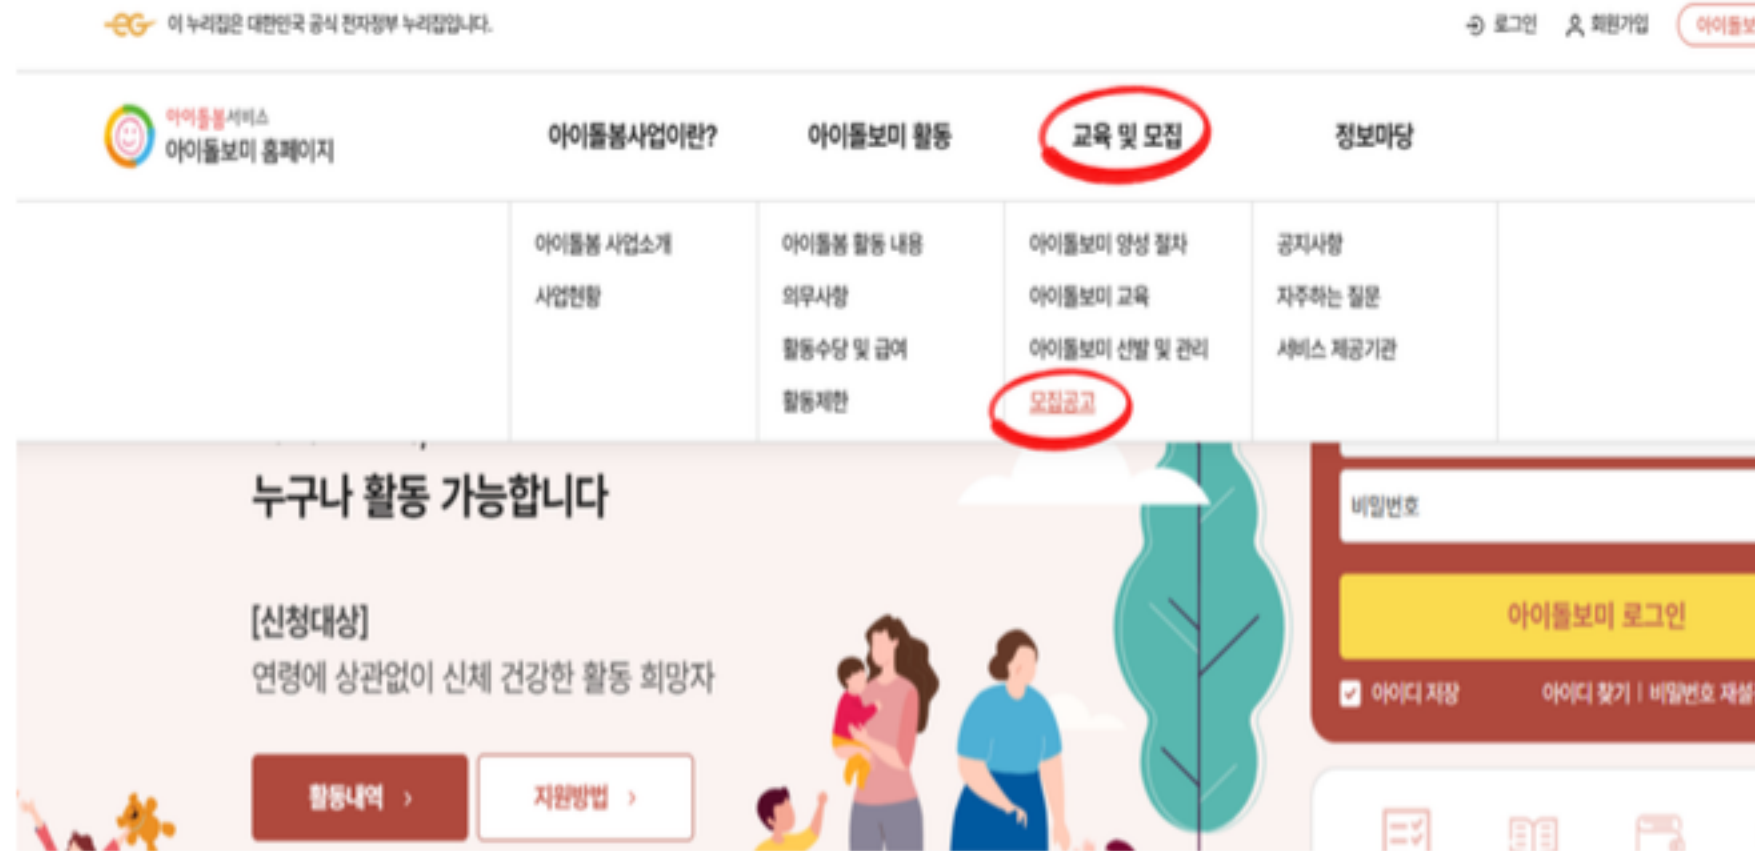 이 누리집은 대한민국 공식 전자정부 누리집입니다.
로그인 회원가입 아이돌보
아이돌봄서비스
아이돌보미 홈페이지
아이돌봄사업이란? 아이돌보미 활동 교육 및 모집 정보마당
아이돌봄 사업소개 아이돌봄 활동 내용 아이돌보미 양성 절차 공지사항
사업현황 의무사항 아이돌보미 교육 자주하는 질문
활동수당 및 급여 아이돌보미 선발 및 관리 서비스 제공기관
활동제한 모집공고
누구나 활동 가능합니다
비밀번호
[신청대상]
연령에 상관없이 신체 건강한 활동 희망자
아이돌보미 로그인
아이디 저장 아이디 찾기 | 비밀번호 재설
활동내역 > 지원방법 >